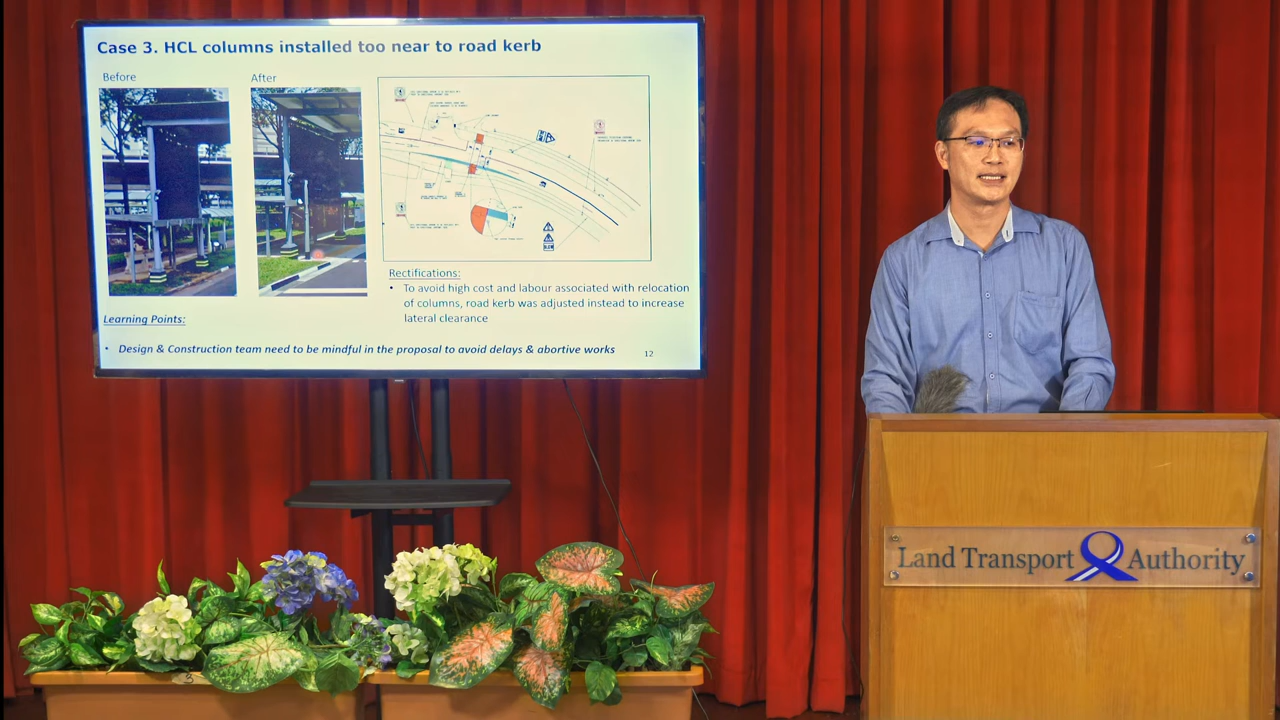 Case 3. HCL columns installed too near to road kerb
Before
After
Rectifications:
• To avoid high cost and labour associated with relocation
of columns, road kerb was adjusted instead to increase
lateral clearance
Learning Points:
• Design & Construction team need to be mindful in the proposal to avoid delays & abortive works
12
SLOW
Land Transport Authority
3